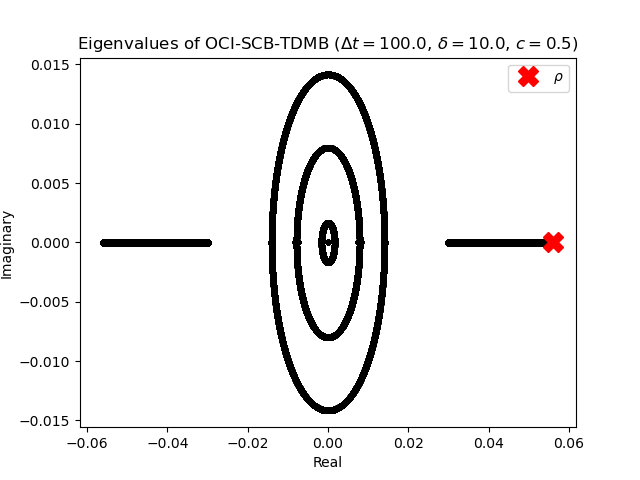 Eigenvalues of OCI-SCB-TDMB (Δt = 100.0, δ = 10.0, c = 0.5)
ρ
0.015
0.010
0.005
0.000
−0.005
−0.010
−0.015
Imaginary
−0.06 −0.04 −0.02 0.00 0.02 0.04 0.06
Real